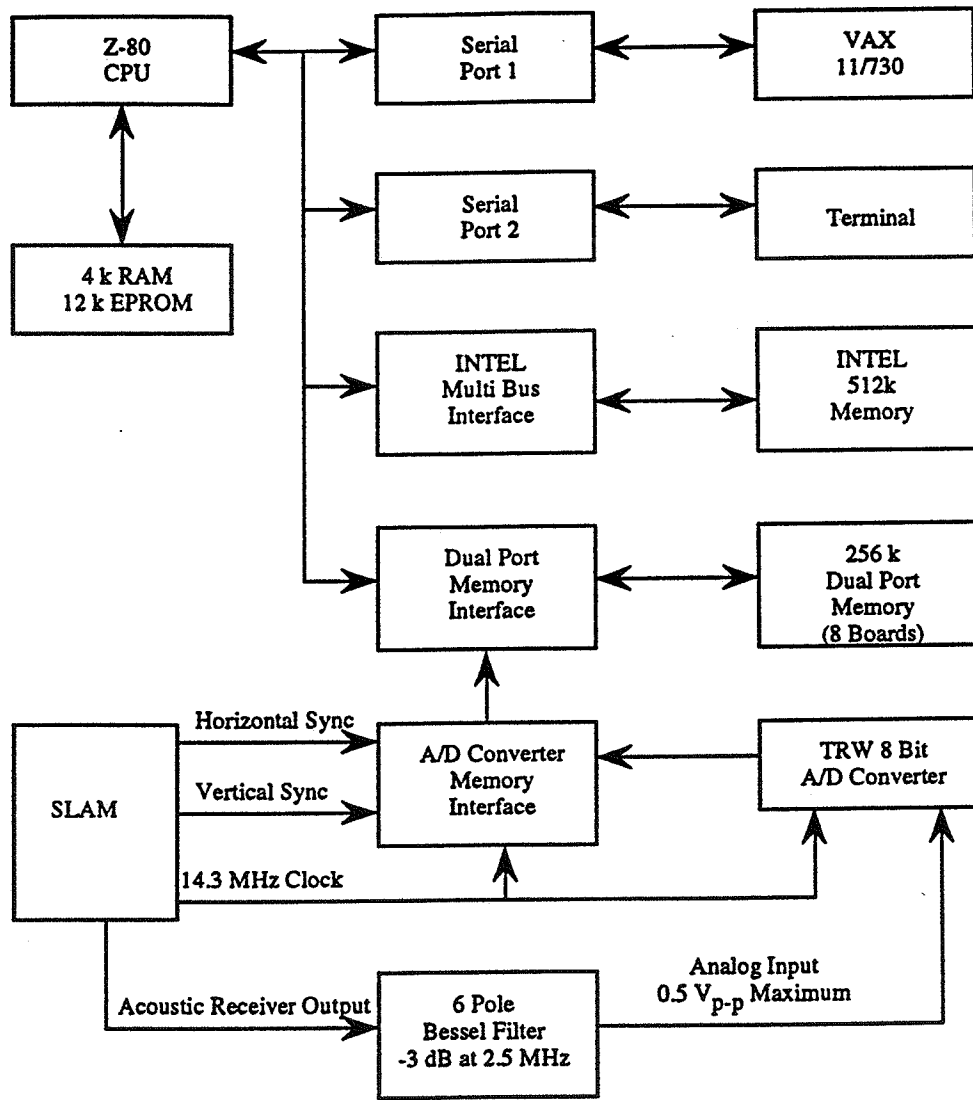 Z-80
CPU
Serial
Port 1
VAX
11/730
Serial
Port 2
Terminal
4 k RAM
12 k EPROM
INTEL
Multi Bus
Interface
INTEL
512k
Memory
Dual Port
Memory
Interface
256 k
Dual Port
Memory
(8 Boards)
Horizontal Sync
A/D Converter
Memory
Interface
TRW 8 Bit
A/D Converter
SLAM
Vertical Sync
14.3 MHz Clock
Analog Input
0.5 Vp-p Maximum
Acoustic Receiver Output
6 Pole
Bessel Filter
-3 dB at 2.5 MHz